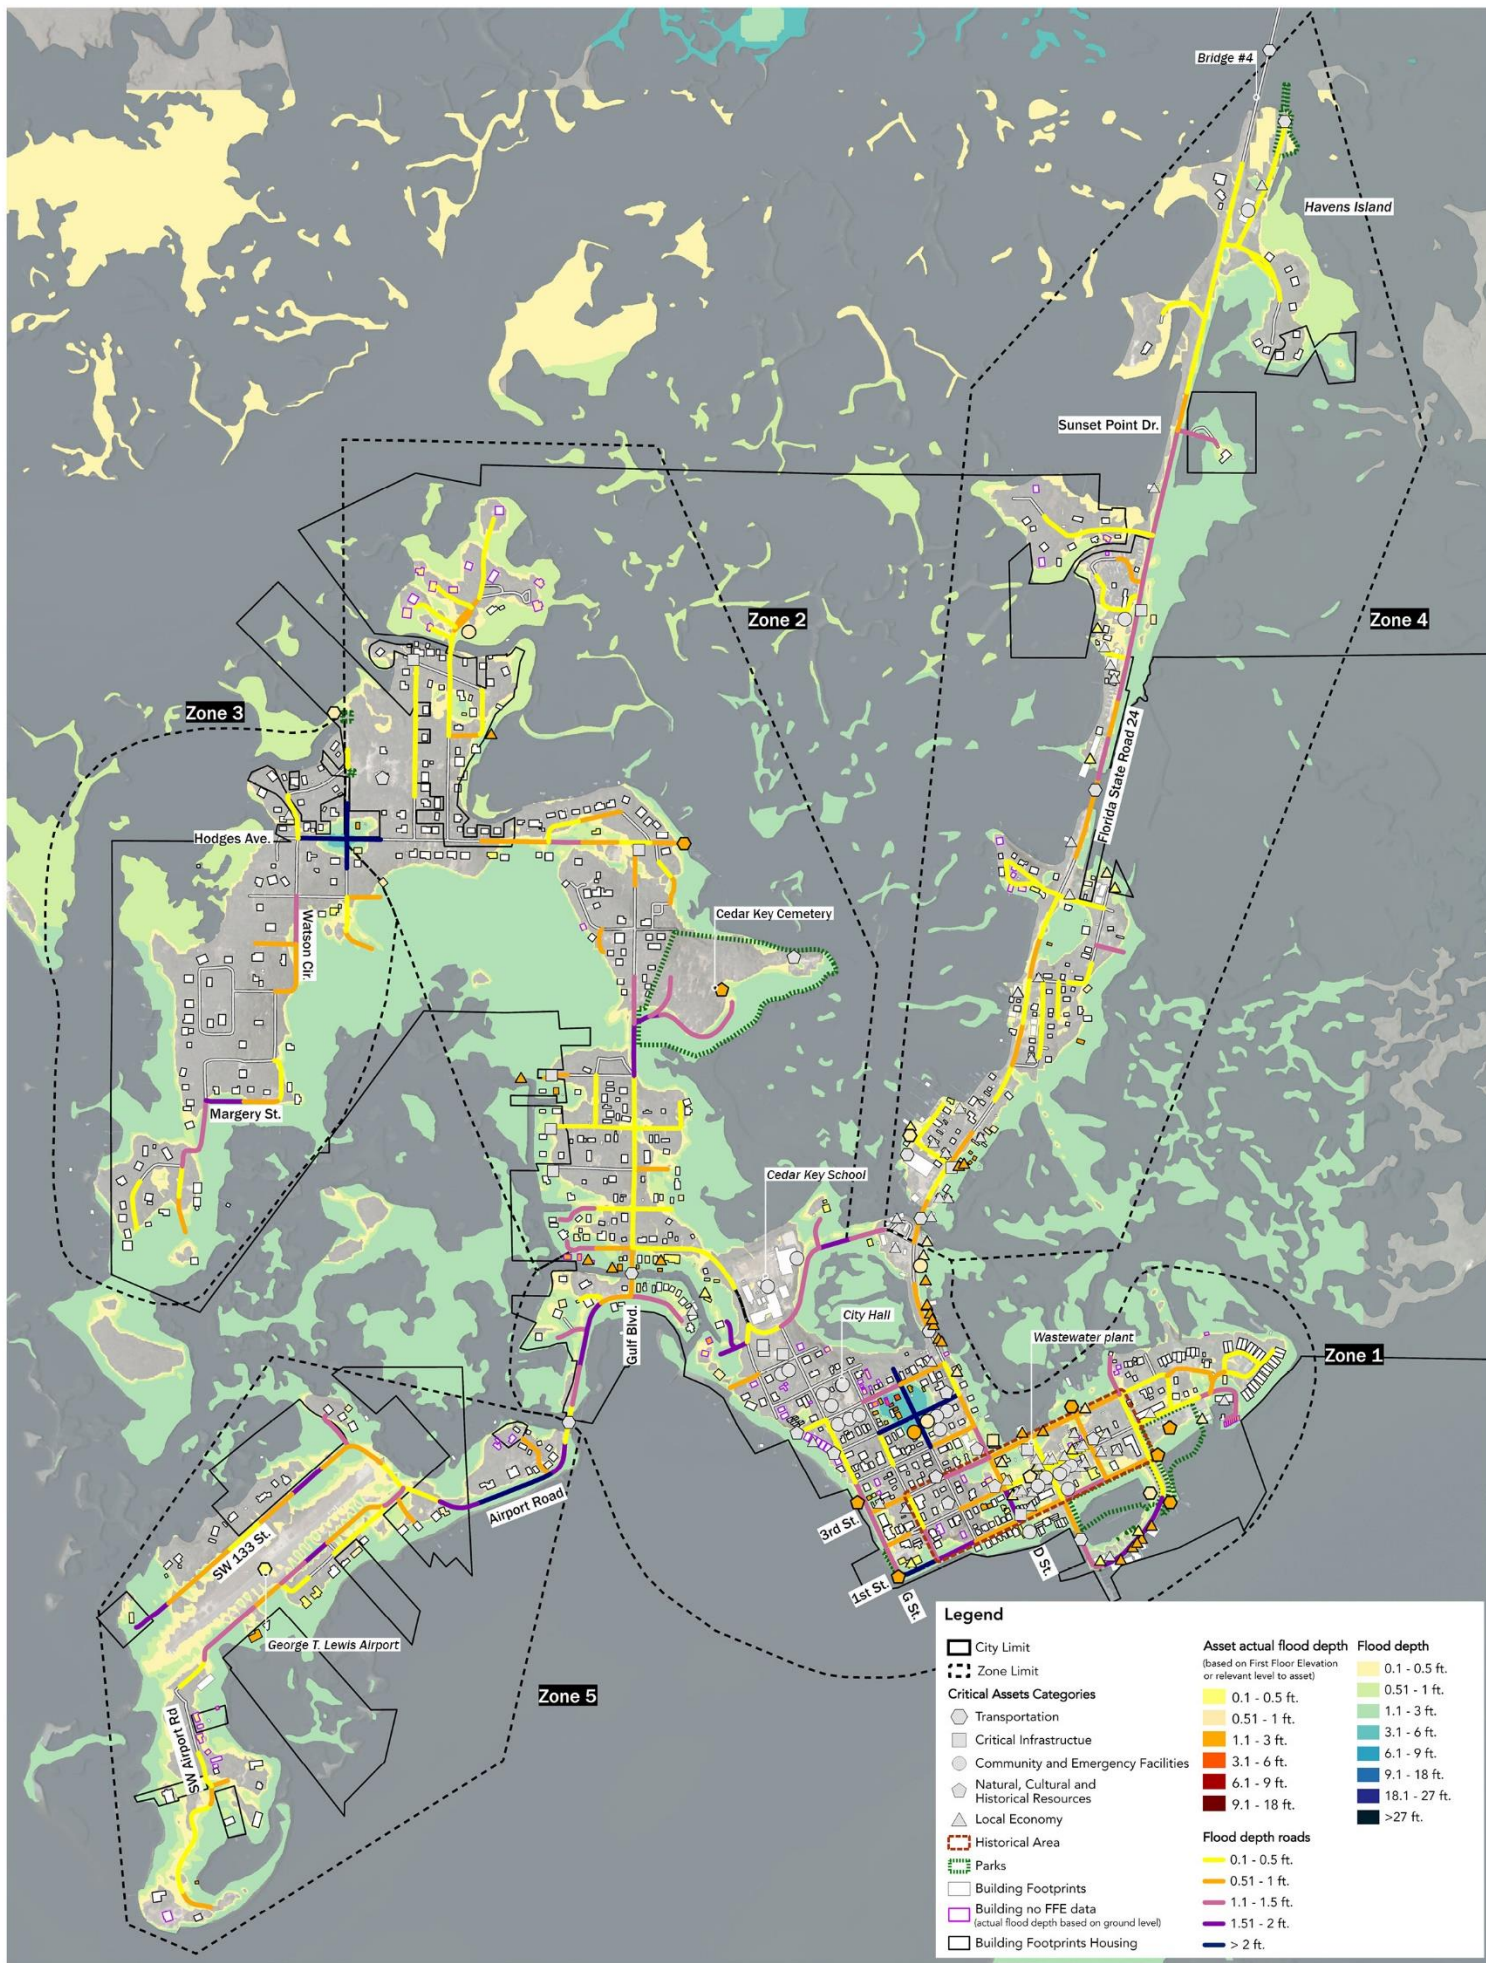 Bridge #4
Havens Island
Sunset Point Dr.
Zone 2
Zone 4
Zone 3
Florida State Road 24
Hodges Ave.
Cedar Key Cemetery
Watson Cir.
Margery St.
Cedar Key School
City Hall
Wastewater plant
Gulf Blvd.
Zone 1
Airport Road
SW 133 St.
3rd St.
D St.
1st St.
G St.
George T. Lewis Airport
Zone 5
SW Airport Rd
Legend
City Limit
Zone Limit
Critical Assets Categories
Transportation
Critical Infrastructue
Community and Emergency Facilities
Natural, Cultural and
Historical Resources
Local Economy
Historical Area
Parks
Building Footprints
Building no FFE data
(actual flood depth based on ground level)
Building Footprints Housing
Asset actual flood depth
(based on First Floor Elevation
or relevant level to asset)
0.1 - 0.5 ft.
0.51 - 1 ft.
1.1 - 3 ft.
3.1 - 6 ft.
6.1 - 9 ft.
9.1 - 18 ft.
Flood depth roads
0.1 - 0.5 ft.
0.51 - 1 ft.
1.1 - 1.5 ft.
1.51 - 2 ft.
> 2 ft.
Flood depth
0.1 - 0.5 ft.
0.51 - 1 ft.
1.1 - 3 ft.
3.1 - 6 ft.
6.1 - 9 ft.
9.1 - 18 ft.
18.1 - 27 ft.
>27 ft.